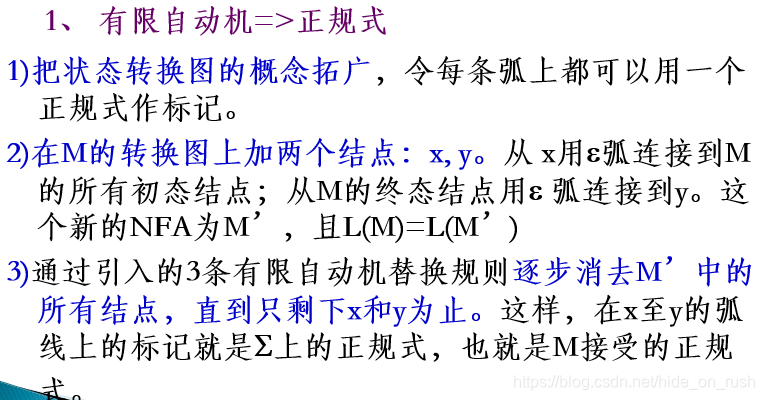 1、 有限自动机=>正规式
1)把状态转换图的概念拓广，令每条弧上都可以用一个
正规式作标记。
2)在M的转换图上加两个结点：x, y。从 x用ε弧连接到M
的所有初态结点；从M的终态结点用ε 弧连接到y。这
个新的NFA为M’，且L(M)=L(M’)
3)通过引入的3条有限自动机替换规则逐步消去M’中的
所有结点，直到只剩下x和y为止。这样，在x至y的弧
线上的标记就是Σ上的正规式，也就是M接受的正规
式。
https://blog.csdn.net/hide_on_rush